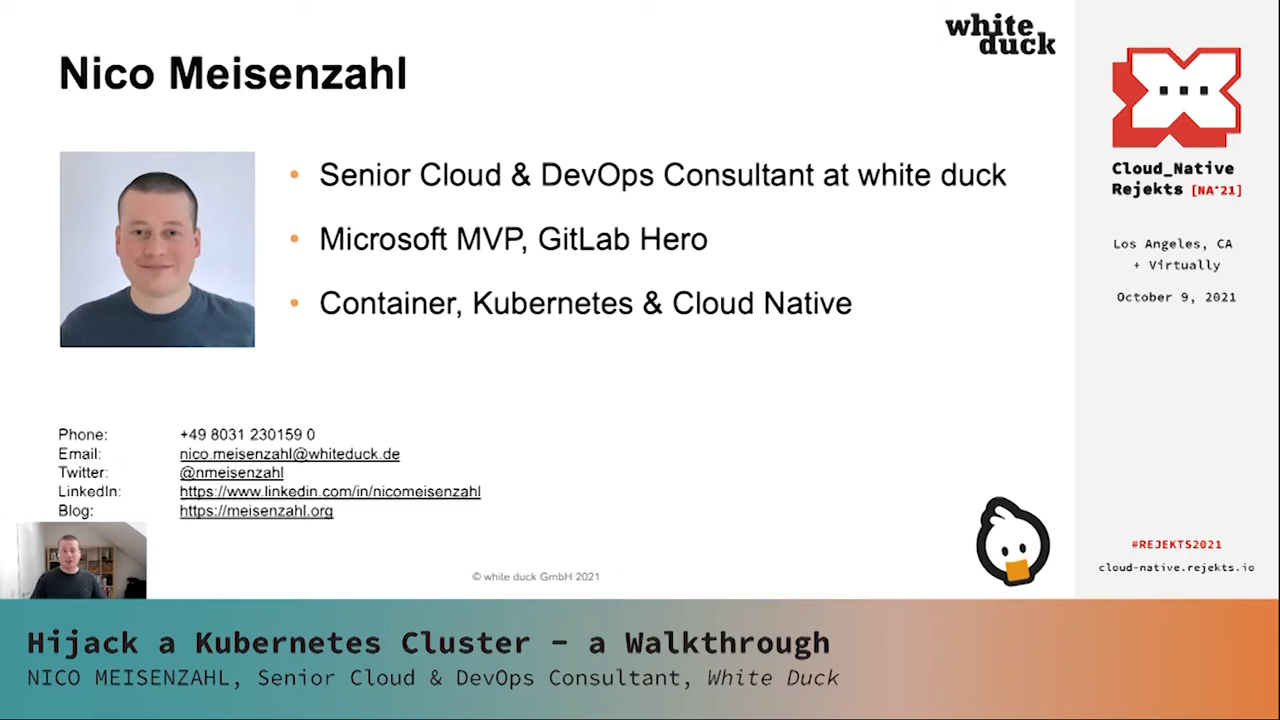 white
duck
Nico Meisenzahl
• Senior Cloud & DevOps Consultant at white duck
• Microsoft MVP, GitLab Hero
• Container, Kubernetes & Cloud Native
Phone: +49 8031 230159 0
Email: nico.meisenzahl@whiteduck.de
Twitter: @nmeisenzahl
LinkedIn: https://www.linkedin.com/in/nicomeisenzahl
Blog: https://meisenzahl.org
© white duck GmbH 2021
Cloud_Native
Rejekts [NA'21]
Los Angeles, CA
+ Virtually
October 9, 2021
#REJEKTS2021
cloud-native.rejekts.io
Hijack a Kubernetes Cluster – a Walkthrough
NICO MEISENZAHL, Senior Cloud & DevOps Consultant, White Duck